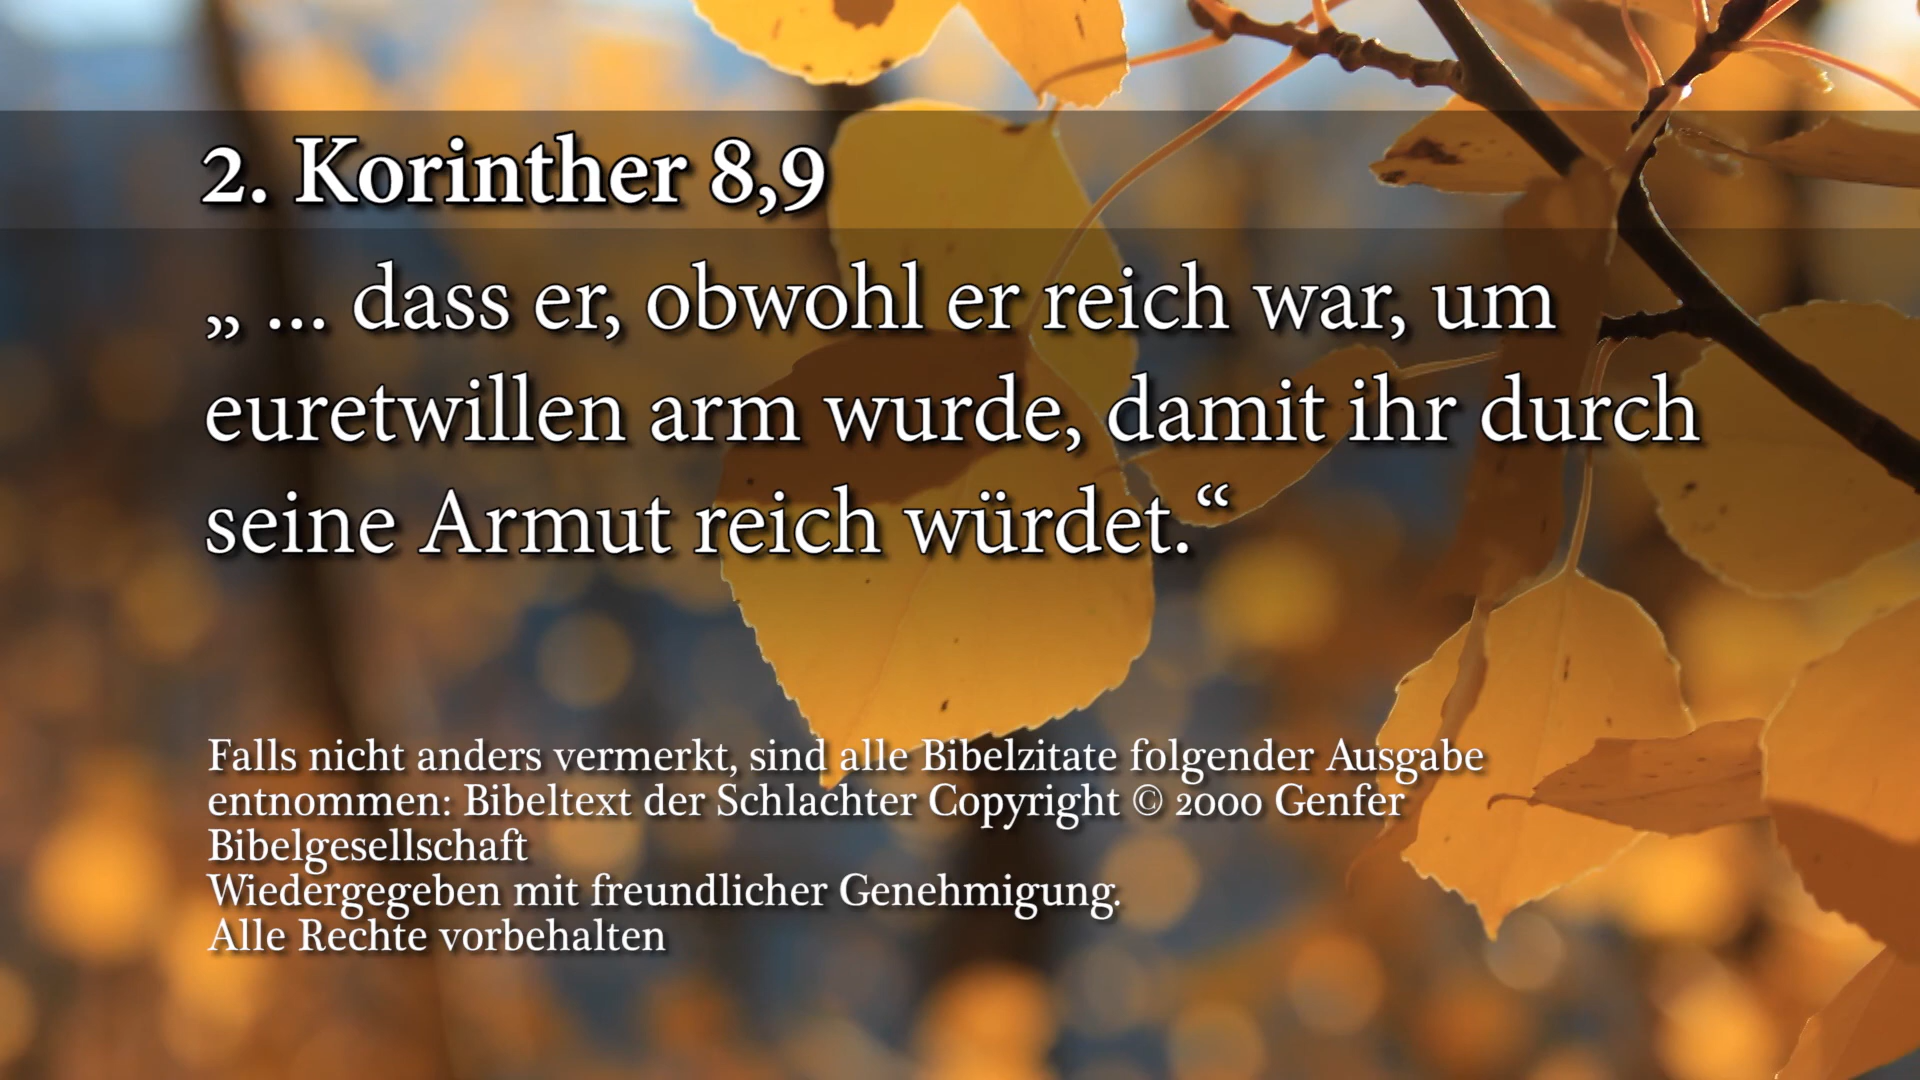 2. Korinther 8,9
„ ... dass er, obwohl er reich war, um
euretwillen arm wurde, damit ihr durch
seine Armut reich würdet.“
Falls nicht anders vermerkt, sind alle Bibelzitate folgender Ausgabe
entnommen: Bibeltext der Schlachter Copyright © 2000 Genfer
Bibelgesellschaft
Wiedergegeben mit freundlicher Genehmigung.
Alle Rechte vorbehalten